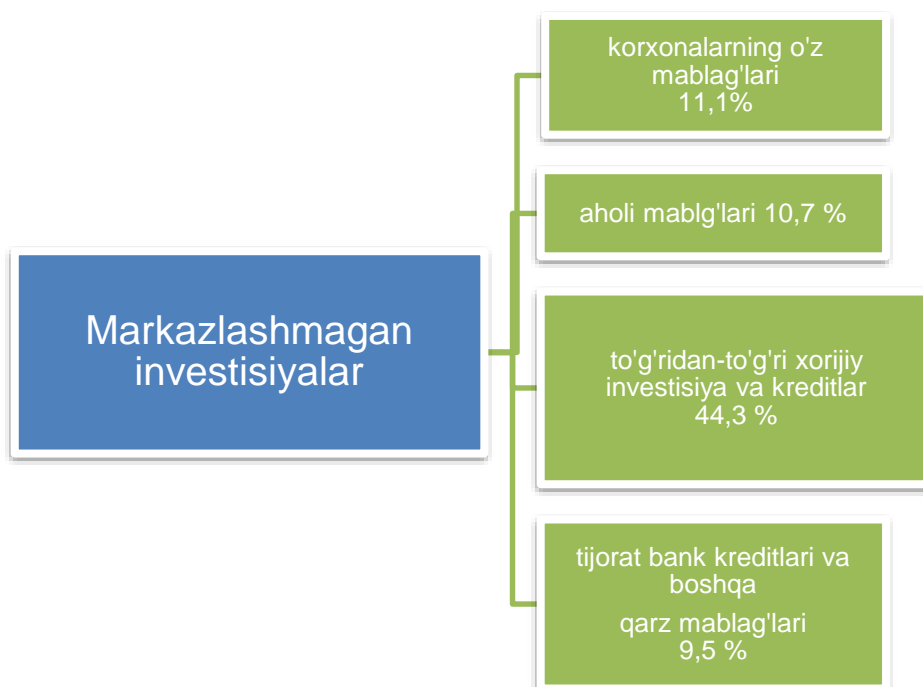 korxonalarning o'z
mablag'lari
11,1%
aholi mablg'lari 10,7 %
Markazlashmagan
investisiyalar
to'g'ridan-to'g'ri xorijiy
investisiya va kreditlar
44,3 %
tijorat bank kreditlari va
boshqa
qarz mablag'lari
9,5 %